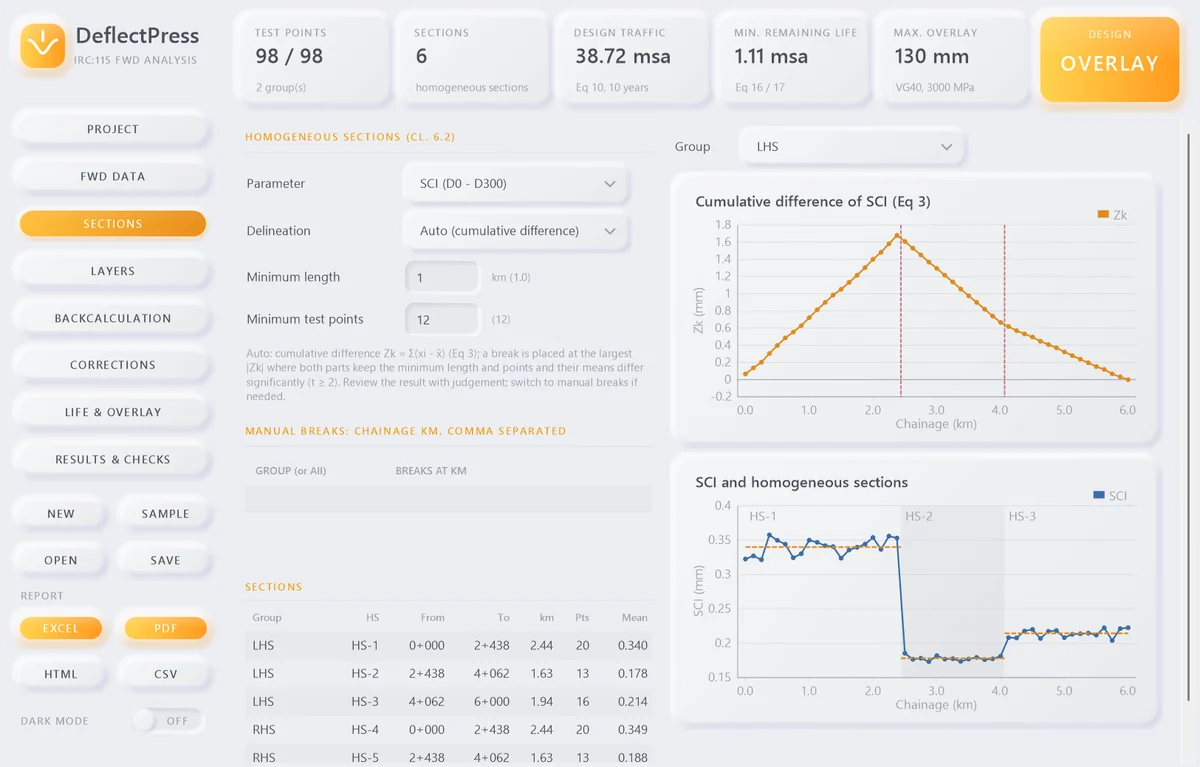 DeflectPress
IRC:115 FWD ANALYSIS
TEST POINTS
98 / 98
2 group(s)
SECTIONS
6
homogeneous sections
DESIGN TRAFFIC
38.72 msa
Eq 10, 10 years
MIN. REMAINING LIFE
1.11 msa
Eq 16 / 17
MAX. OVERLAY
130 mm
VG40, 3000 MPa
DESIGN
OVERLAY
PROJECT
FWD DATA
SECTIONS
LAYERS
BACKCALCULATION
CORRECTIONS
LIFE & OVERLAY
RESULTS & CHECKS
NEW SAMPLE
OPEN SAVE
REPORT
EXCEL PDF
HTML CSV
DARK MODE OFF
HOMOGENEOUS SECTIONS (CL. 6.2)
Parameter SCI (D0 - D300)
Delineation Auto (cumulative difference)
Minimum length 1 km (1.0)
Minimum test points 12 (12)
Auto: cumulative difference Zk = Σ(xi - x̄) (Eq 3); a break is placed at the largest
|Zk| where both parts keep the minimum length and points and their means differ
significantly (t ≥ 2). Review the result with judgement; switch to manual breaks if
needed.
MANUAL BREAKS: CHAINAGE KM, COMMA SEPARATED
GROUP (or All) BREAKS AT KM
SECTIONS
Group HS From To km Pts Mean
LHS HS-1 0+000 2+438 2.44 20 0.340
LHS HS-2 2+438 4+062 1.63 13 0.178
LHS HS-3 4+062 6+000 1.94 16 0.214
RHS HS-4 0+000 2+438 2.44 20 0.349
RHS HS-5 2+438 4+062 1.63 13 0.188
Group LHS
Cumulative difference of SCI (Eq 3)
Zk
1.8
1.6
1.4
1.2
1
0.8
0.6
0.4
0.2
0
-0.2
Zk (mm)
0.0 1.0 2.0 3.0 4.0 5.0 6.0
Chainage (km)
SCI and homogeneous sections
SCI
HS-1 HS-2 HS-3
0.4
0.35
0.3
0.25
0.2
0.15
SCI (mm)
0.0 1.0 2.0 3.0 4.0 5.0 6.0
Chainage (km)